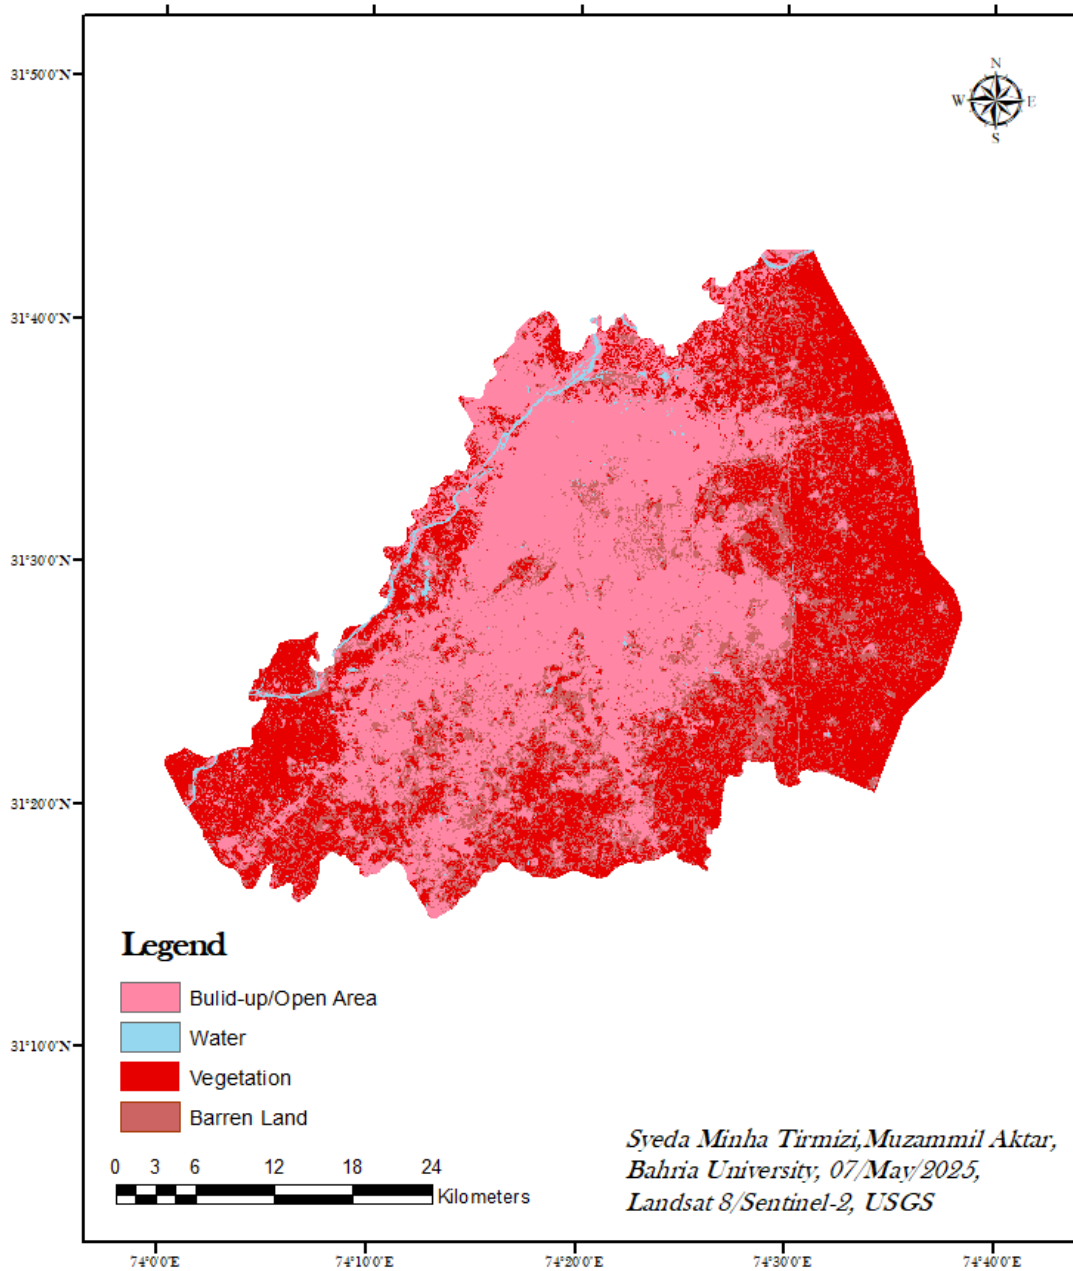 N
W E
S
31°50'0"N
31°40'0"N
31°30'0"N
31°20'0"N
31°10'0"N
Legend
Bulid-up/Open Area
Water
Vegetation
Barren Land
0 3 6 12 18 24
Kilometers
Syeda Minha Tirmizi,Muzammil Aktar,
Bahria University, 07/May/2025,
Landsat 8/Sentinel-2, USGS
74°0'0"E 74°10'0"E 74°20'0"E 74°30'0"E 74°40'0"E